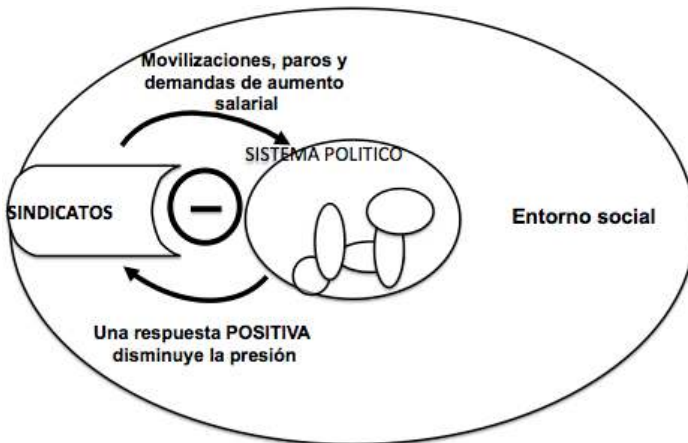 Movilizaciones, paros y
demandas de aumento
salarial
SISTEMA POLITICO
SINDICATOS
Entorno social
Una respuesta POSITIVA
disminuye la presión